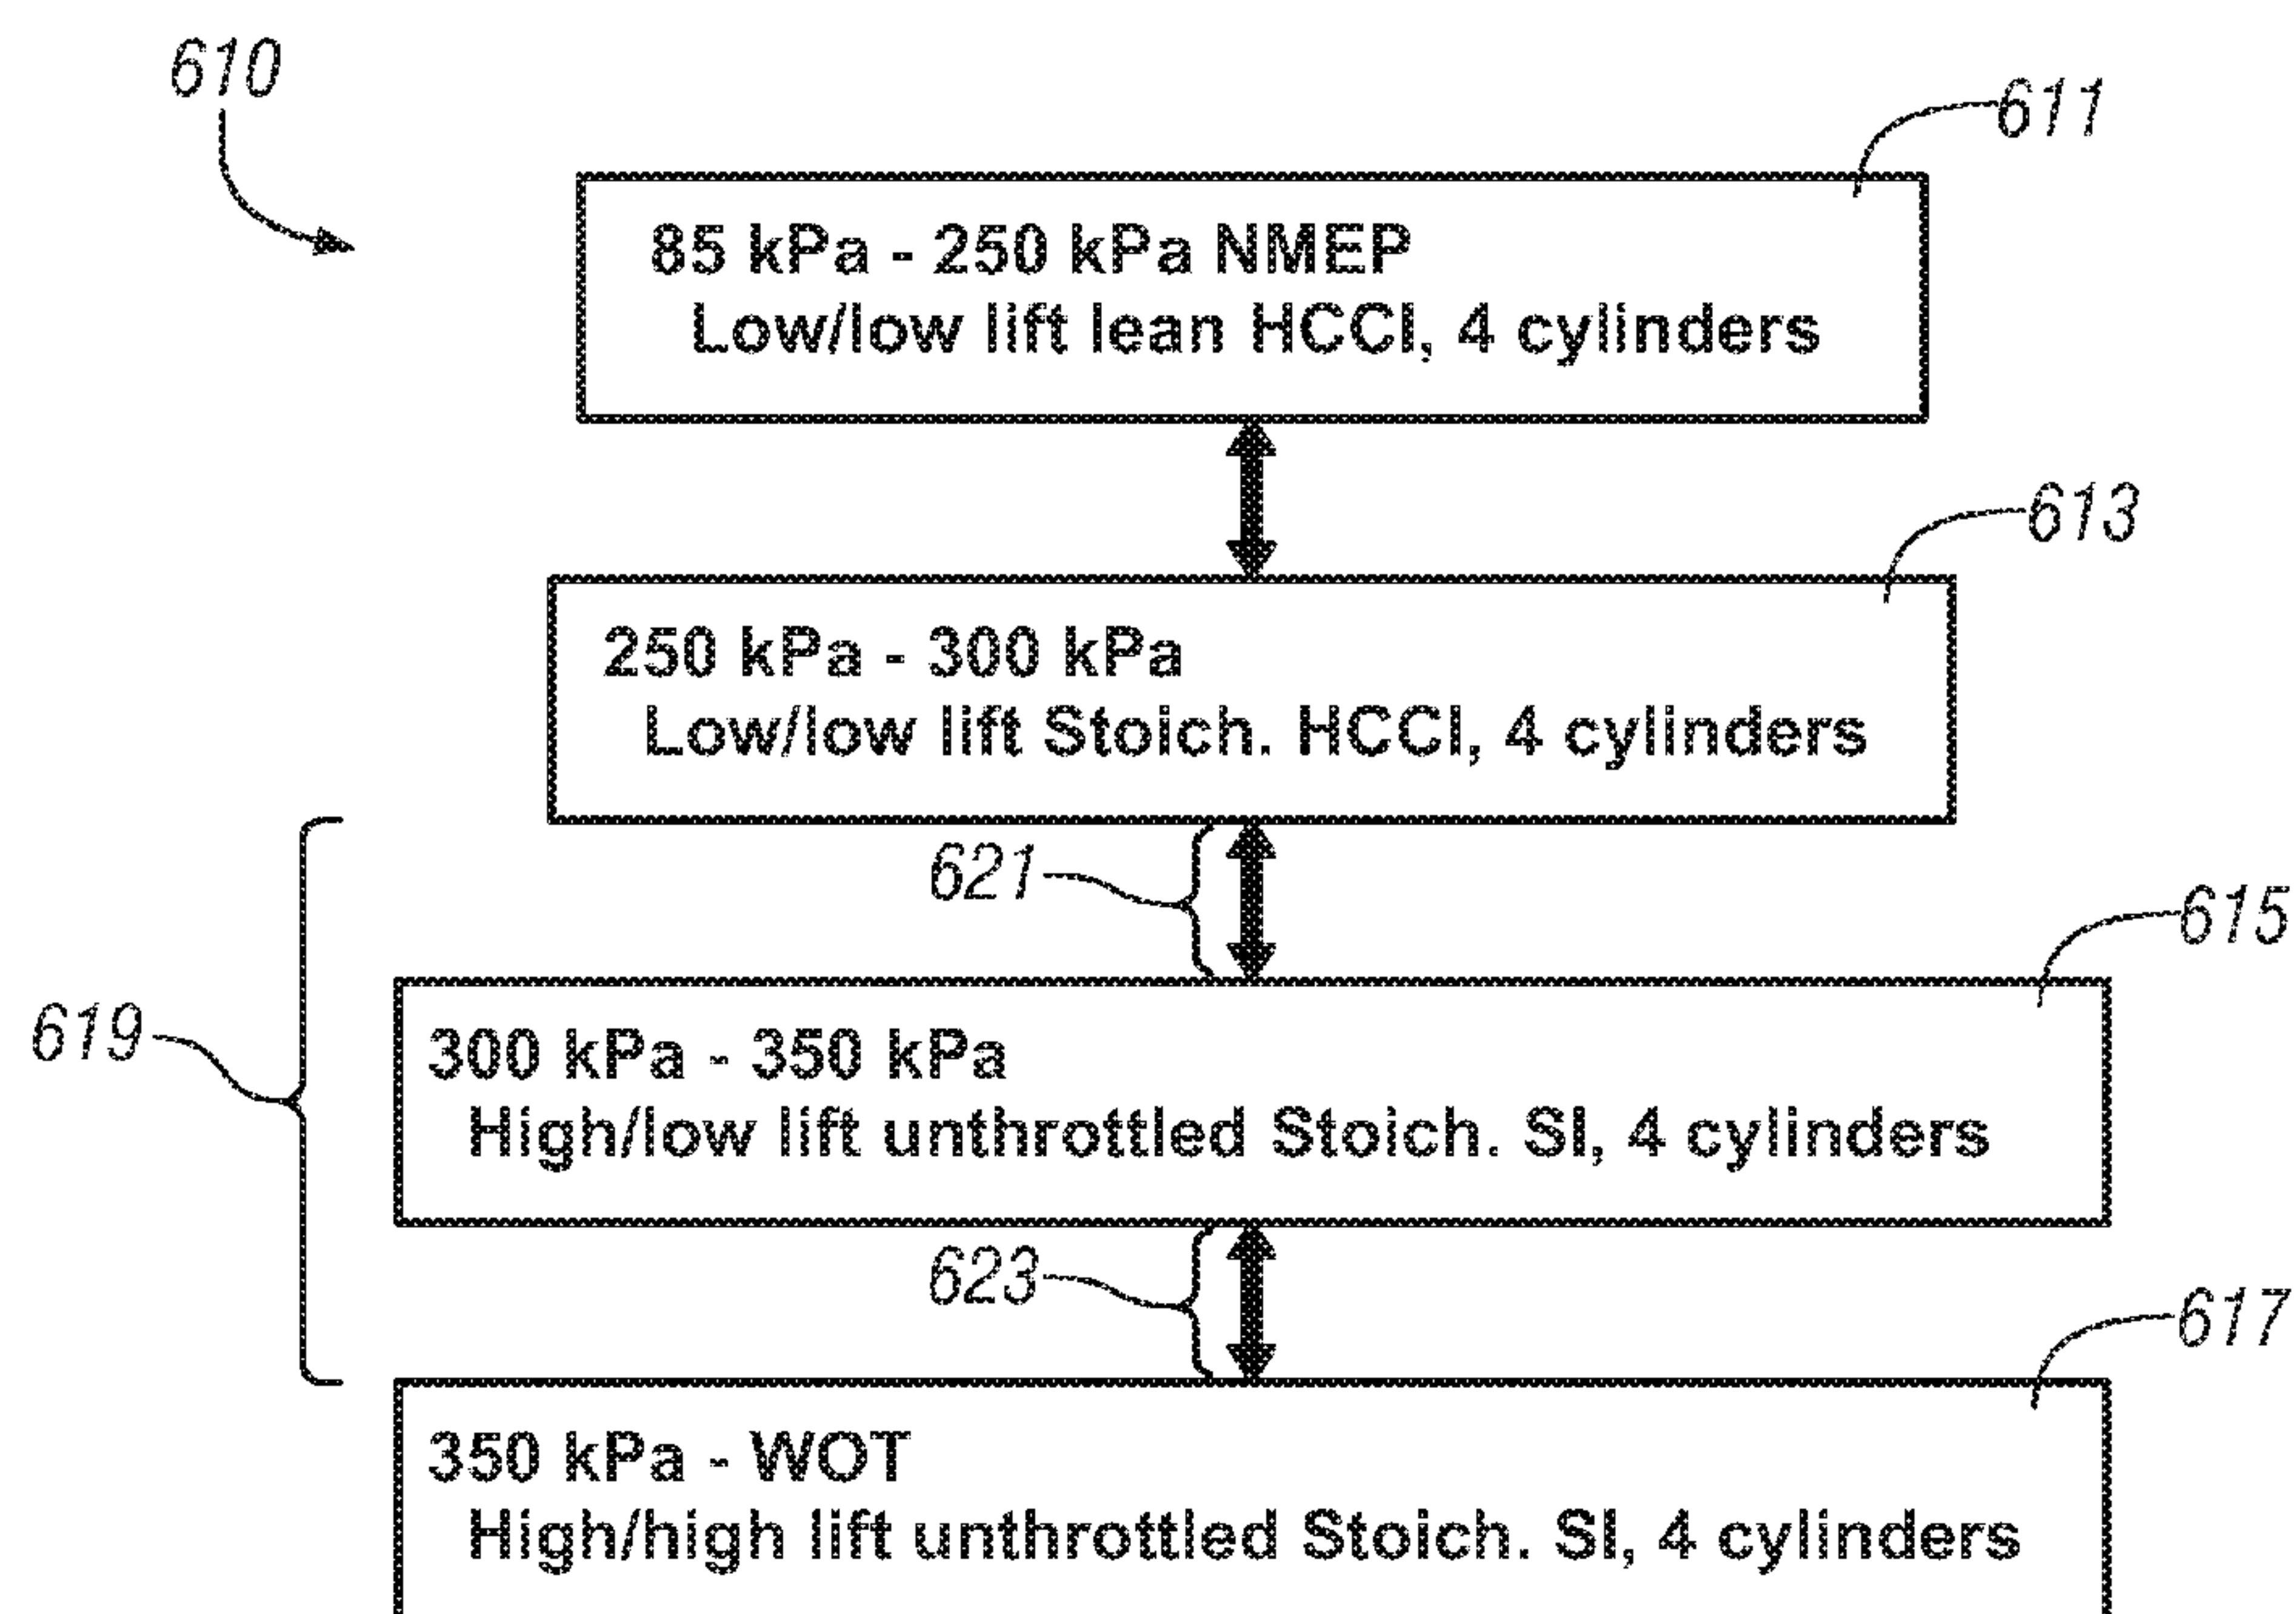 610
611
85 kPa - 250 kPa NMEP
Low/low lift lean HCCI, 4 cylinders
613
250 kPa - 300 kPa
Low/low lift Stoich. HCCI, 4 cylinders
621
615
619
300 kPa - 350 kPa
High/low lift unthrottled Stoich. SI, 4 cylinders
623
617
350 kPa - WOT
High/high lift unthrottled Stoich. SI, 4 cylinders